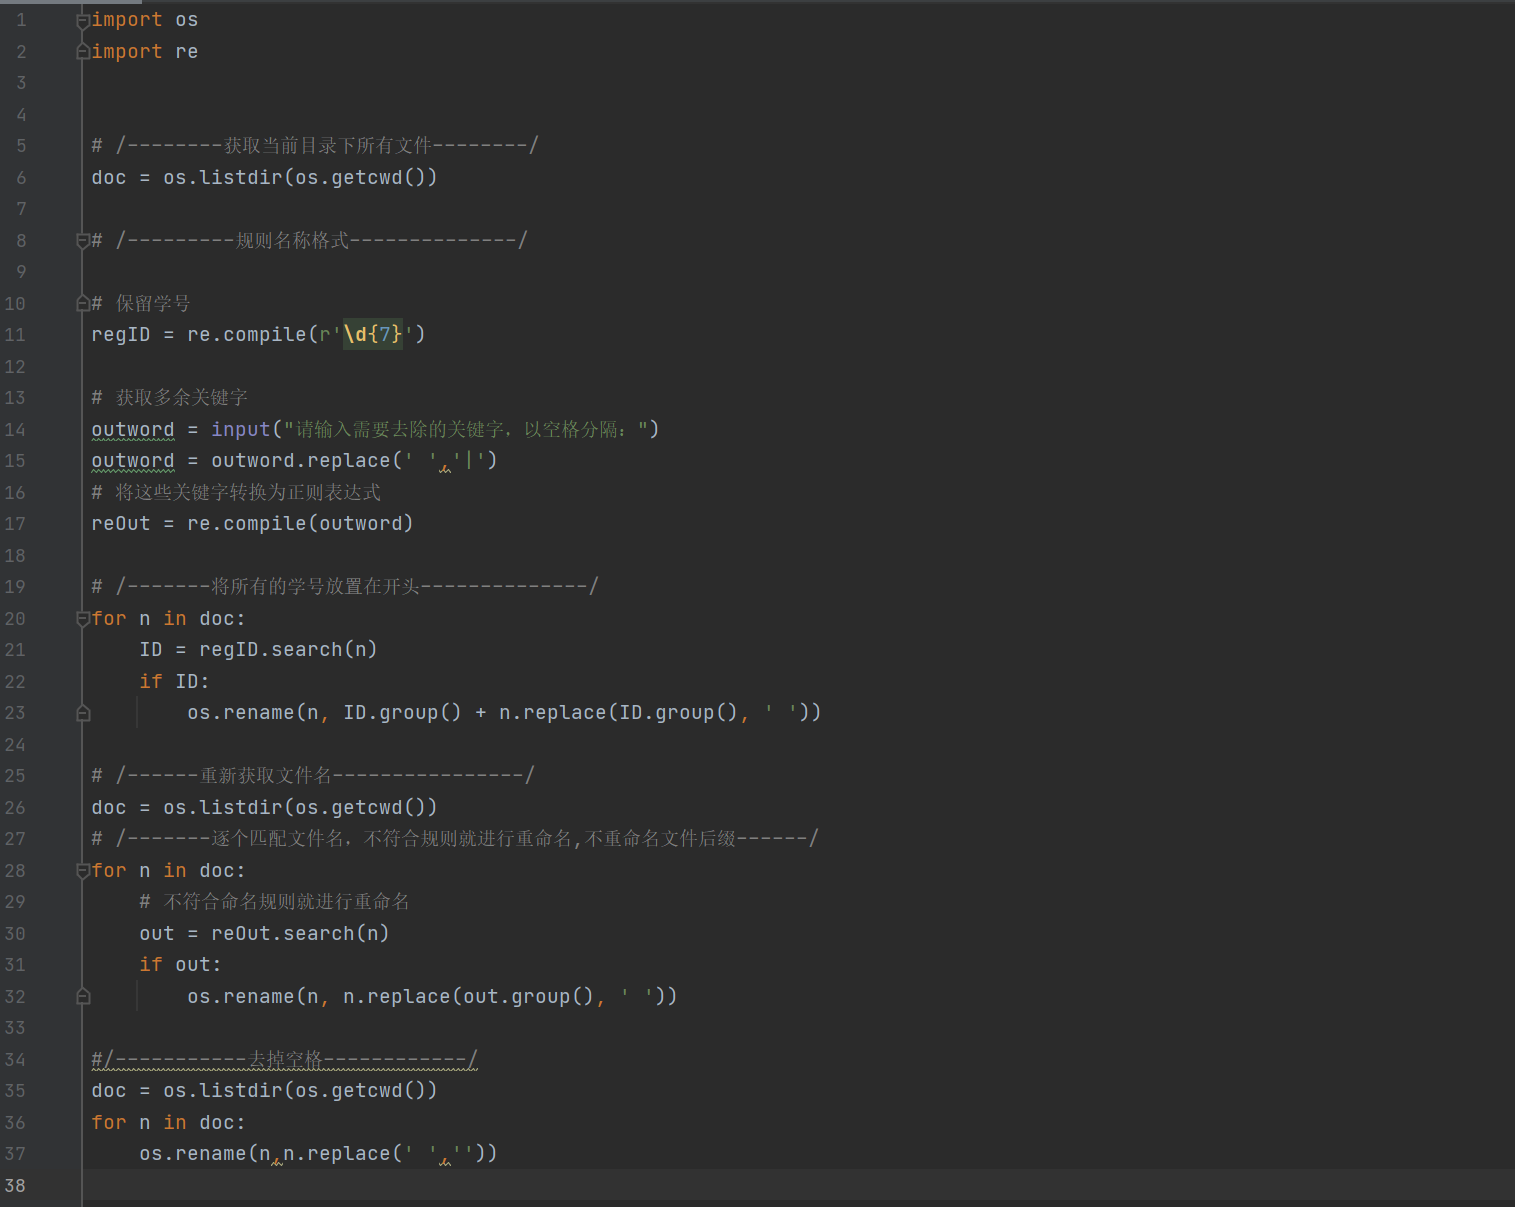 1 import os
2 import re
3
4
5 # /--------获取当前目录下所有文件--------/
6 doc = os.listdir(os.getcwd())
7
8 # /---------规则名称格式--------------/
9
10 # 保留学号
11 regID = re.compile(r'\d{7}')
12
13 # 获取多余关键字
14 outword = input("请输入需要去除的关键字，以空格分隔：")
15 outword = outword.replace(' ','|')
16 # 将这些关键字转换为正则表达式
17 reOut = re.compile(outword)
18
19 # /-------将所有的学号放置在开头--------------/
20 for n in doc:
21     ID = regID.search(n)
22     if ID:
23         os.rename(n, ID.group() + n.replace(ID.group(), ' '))
24
25 # /------重新获取文件名----------------/
26 doc = os.listdir(os.getcwd())
27 # /-------逐个匹配文件名，不符合规则就进行重命名,不重命名文件后缀------/
28 for n in doc:
29     # 不符合命名规则就进行重命名
30     out = reOut.search(n)
31     if out:
32         os.rename(n, n.replace(out.group(), ' '))
33
34 #/-----------去掉空格------------/
35 doc = os.listdir(os.getcwd())
36 for n in doc:
37     os.rename(n,n.replace(' ',''))
38